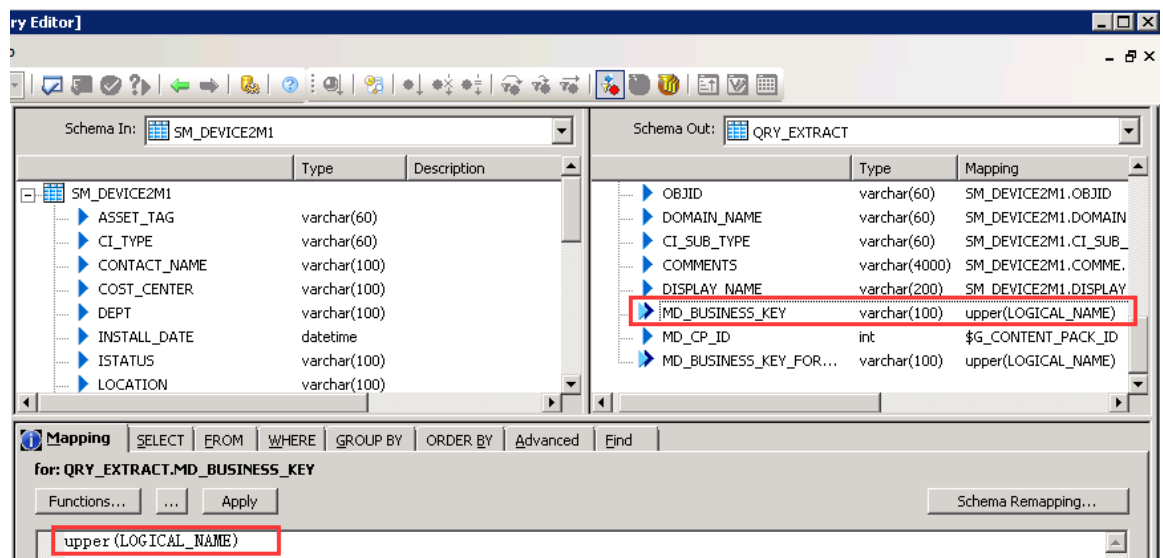 ry Editor]
Schema In: SM_DEVICE2M1
Type Description
SM_DEVICE2M1
ASSET_TAG varchar(60)
CI_TYPE varchar(60)
CONTACT_NAME varchar(100)
COST_CENTER varchar(100)
DEPT varchar(100)
INSTALL_DATE datetime
ISTATUS varchar(100)
LOCATION varchar(100)
Schema Out: QRY_EXTRACT
Type Mapping
OBJID varchar(60) SM_DEVICE2M1.OBJID
DOMAIN_NAME varchar(60) SM_DEVICE2M1.DOMAIN
CI_SUB_TYPE varchar(60) SM_DEVICE2M1.CI_SUB_
COMMENTS varchar(4000) SM_DEVICE2M1.COMME.
DISPLAY_NAME varchar(200) SM_DEVICE2M1.DISPLAY
MD_BUSINESS_KEY varchar(100) upper(LOGICAL_NAME)
MD_CP_ID int $G_CONTENT_PACK_ID
MD_BUSINESS_KEY_FOR... varchar(100) upper(LOGICAL_NAME)
Mapping SELECT FROM WHERE GROUP BY ORDER BY Advanced Find
for: QRY_EXTRACT.MD_BUSINESS_KEY
Functions... ... Apply Schema Remapping...
upper(LOGICAL_NAME)